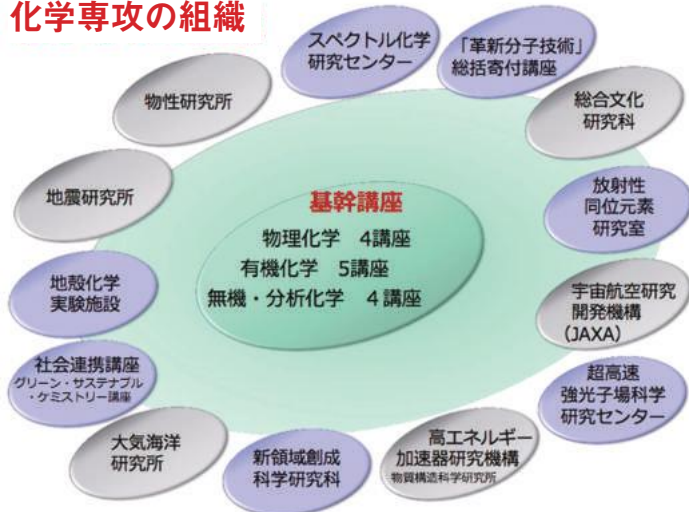 化学専攻の組織
スペクトル化学
研究センター
「革新分子技術」
総括寄付講座
総合文化
研究科
放射性
同位元素
研究室
宇宙航空研究
開発機構
(JAXA)
超高速
強光子場科学
研究センター
高エネルギー
加速器研究機構
物質構造科学研究所
新領域創成
科学研究科
大気海洋
研究所
社会連携講座
グリーン・サステナブル
・ケミストリー講座
地殻化学
実験施設
地震研究所
物性研究所
基幹講座
物理化学 4講座
有機化学 5講座
無機・分析化学 4講座